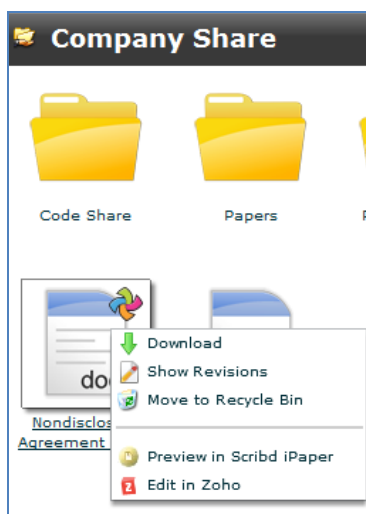 Company Share
Code Share
Papers
doc
Download
Show Revisions
Move to Recycle Bin
Agreement
Preview in Scribd iPaper
Edit in Zoho